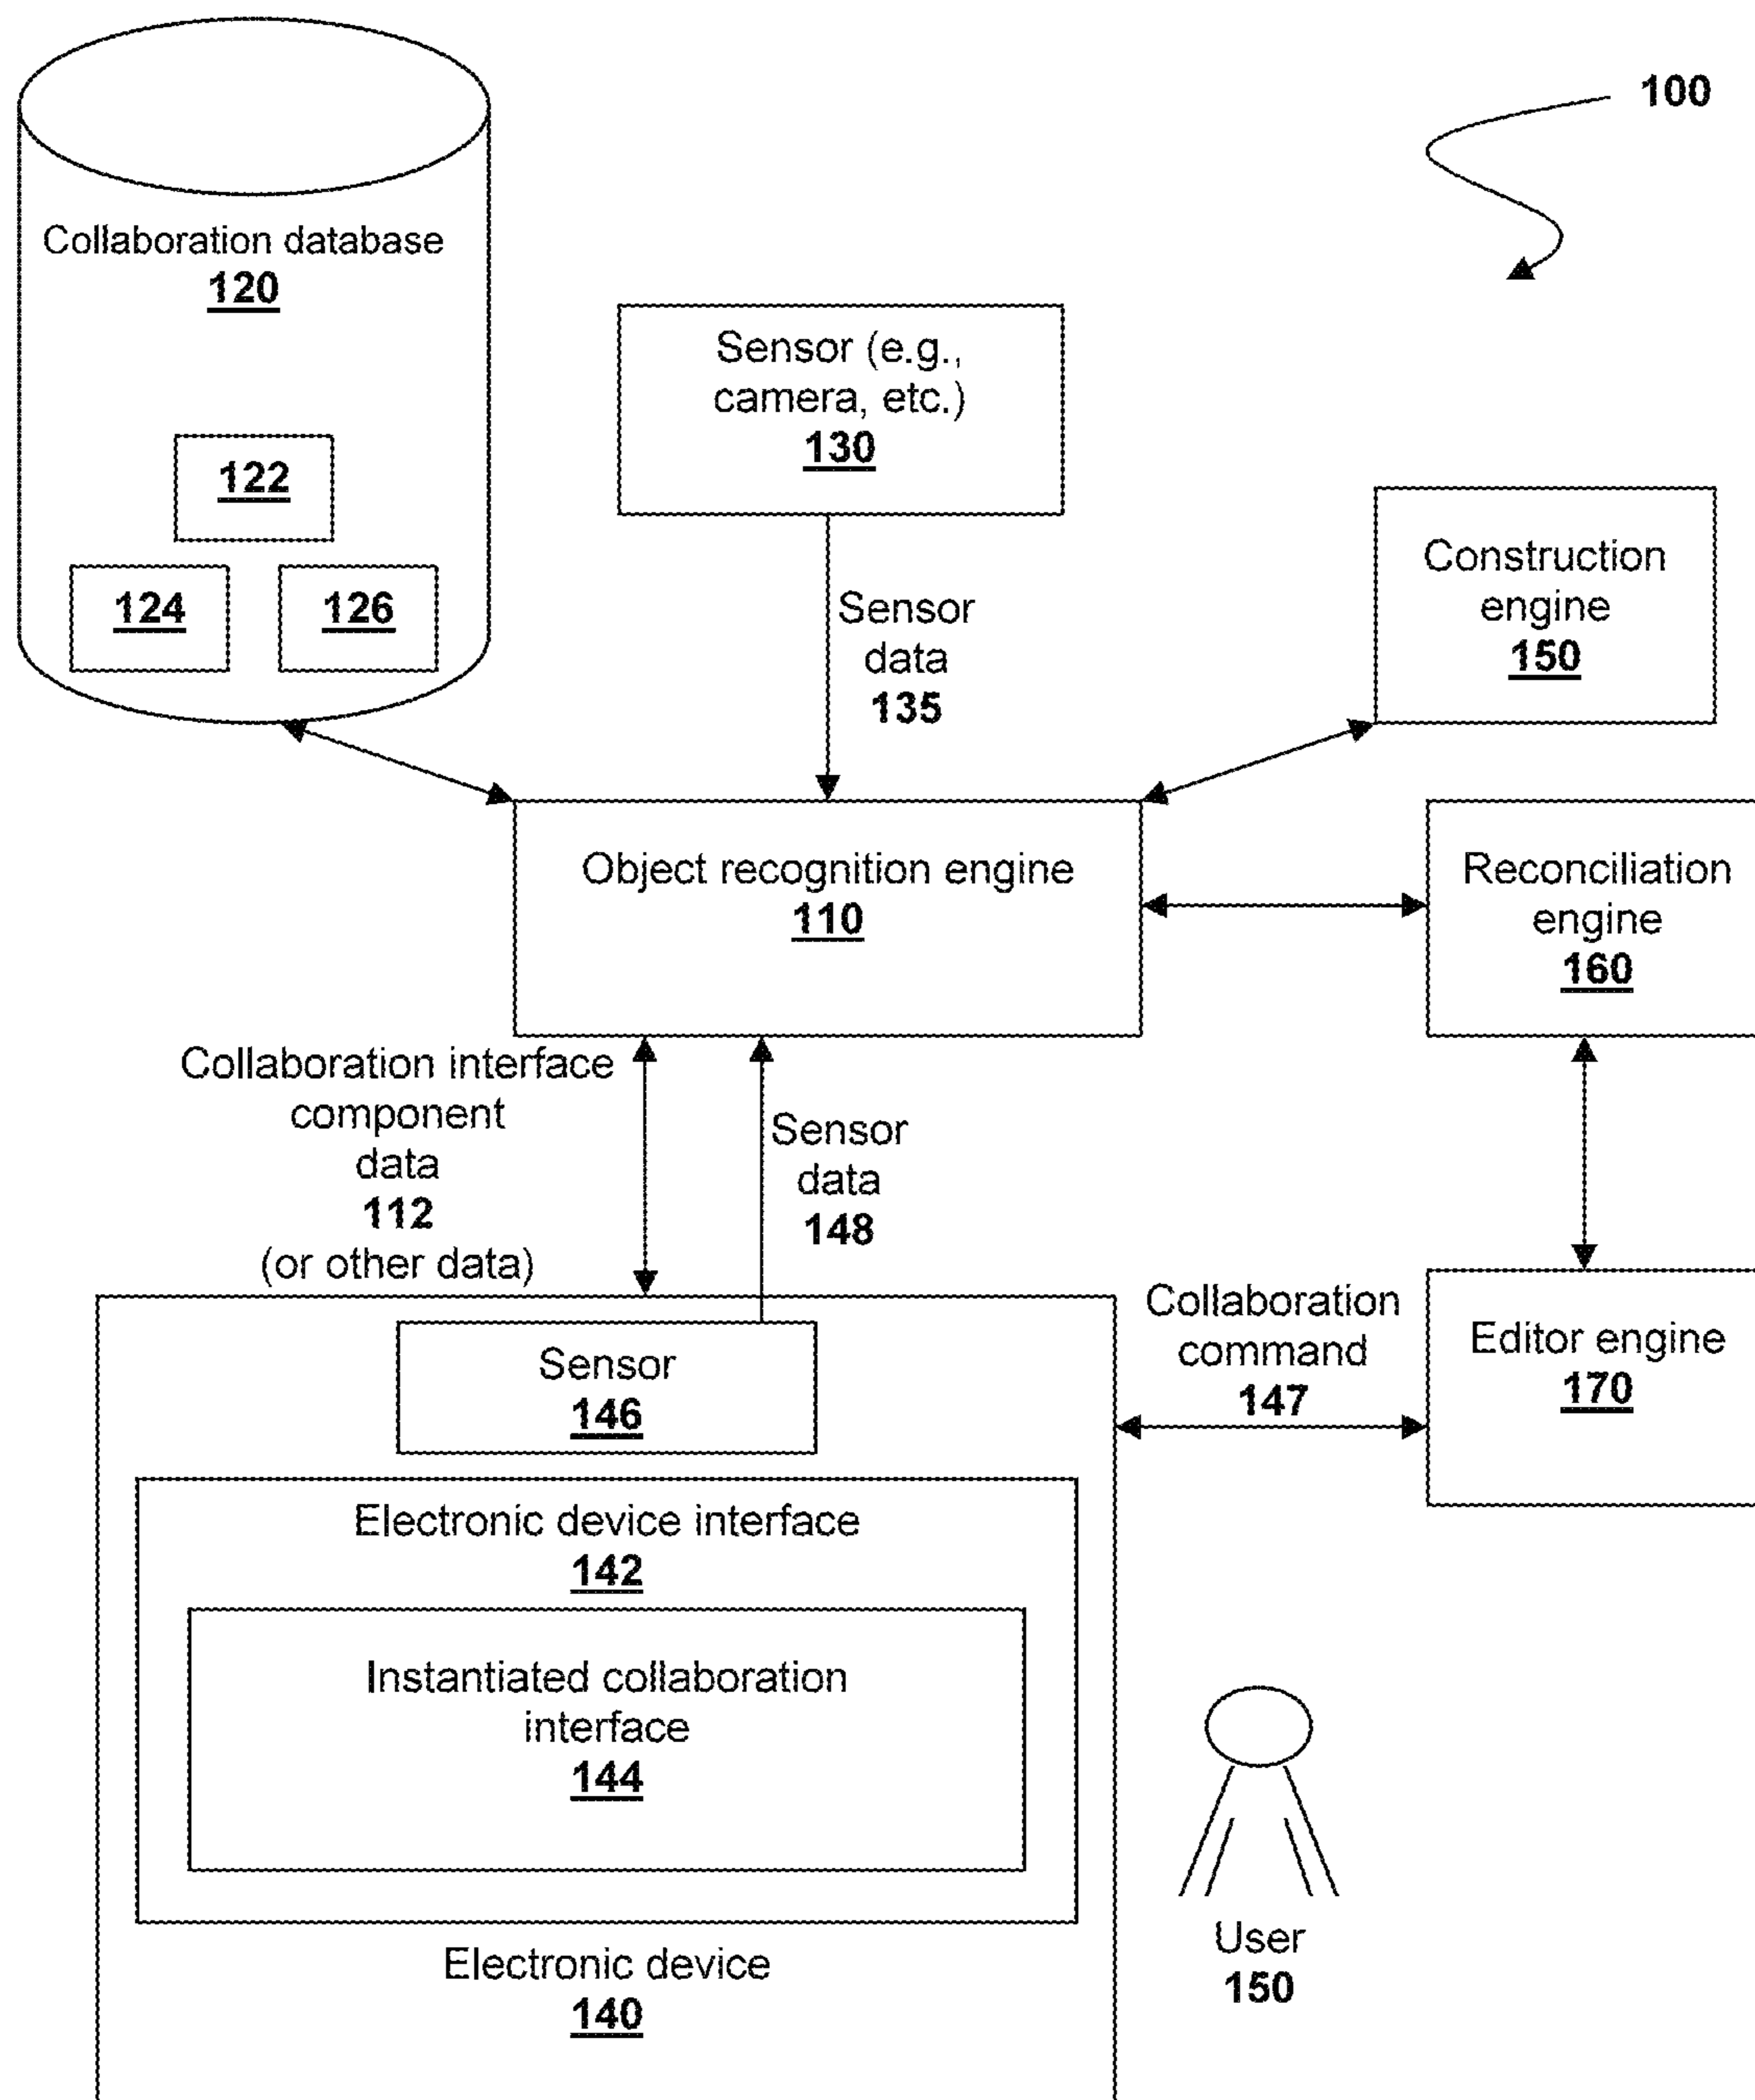 100
Collaboration database
120
122
124
126
Sensor (e.g.,
camera, etc.)
130
Sensor
data
135
Construction
engine
150
Object recognition engine
110
Reconciliation
engine
160
Collaboration interface
component
data
112
(or other data)
Sensor
data
148
Sensor
146
Collaboration
command
147
Editor engine
170
Electronic device interface
142
Instantiated collaboration
interface
144
Electronic device
140
User
150